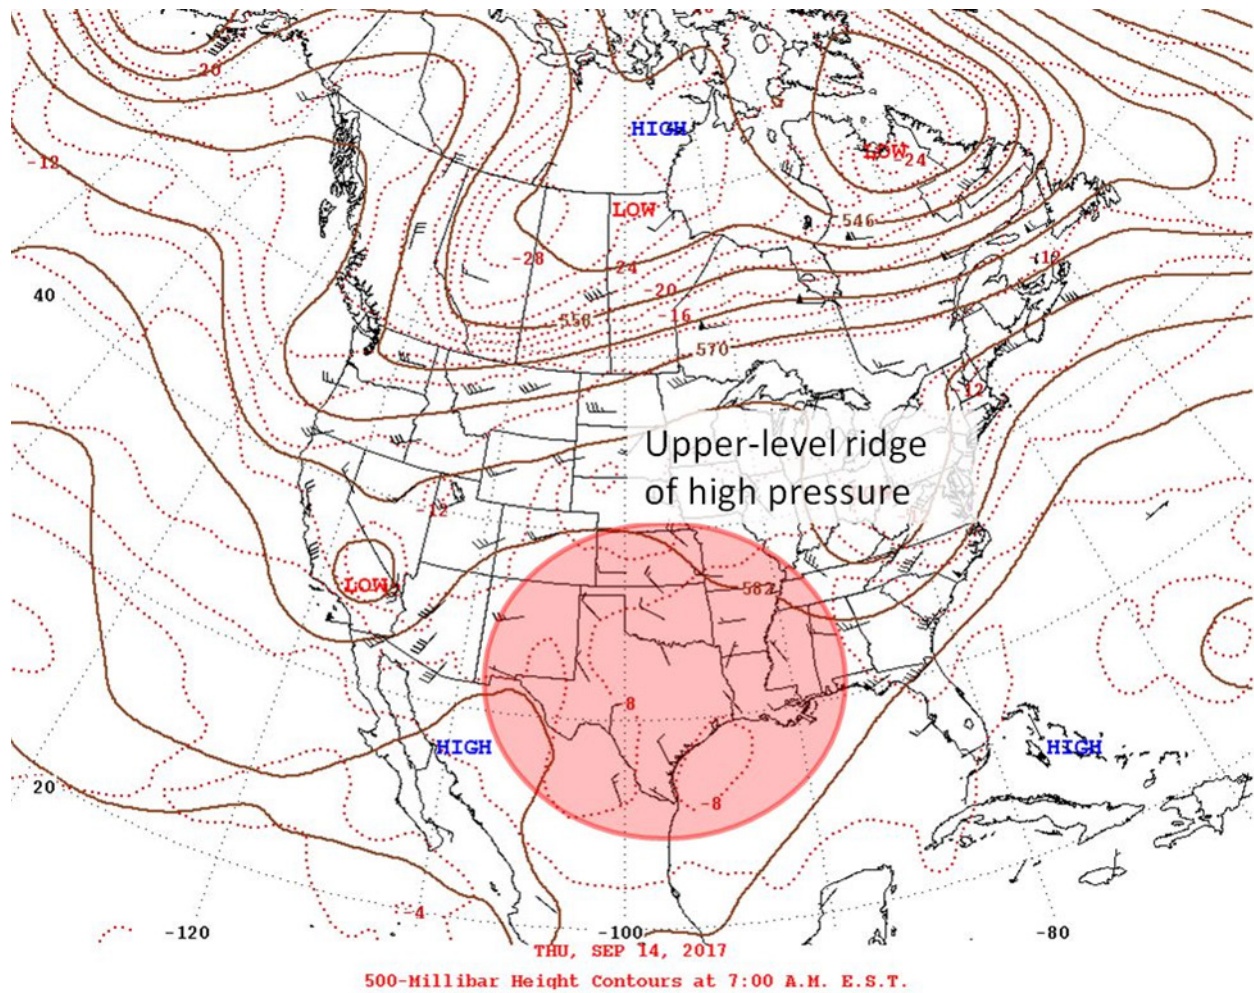 -20
HIGH
-12
LOW
-24
546
LOW
-28
-24
-12
40
-20
558
-16
570
12
Upper-level ridge
of high pressure
-12
LOW
582
8
HIGH
HIGH
20
-8
-4
-120
-100
-80
THU, SEP 14, 2017
500-Millibar Height Contours at 7:00 A.M. E.S.T.